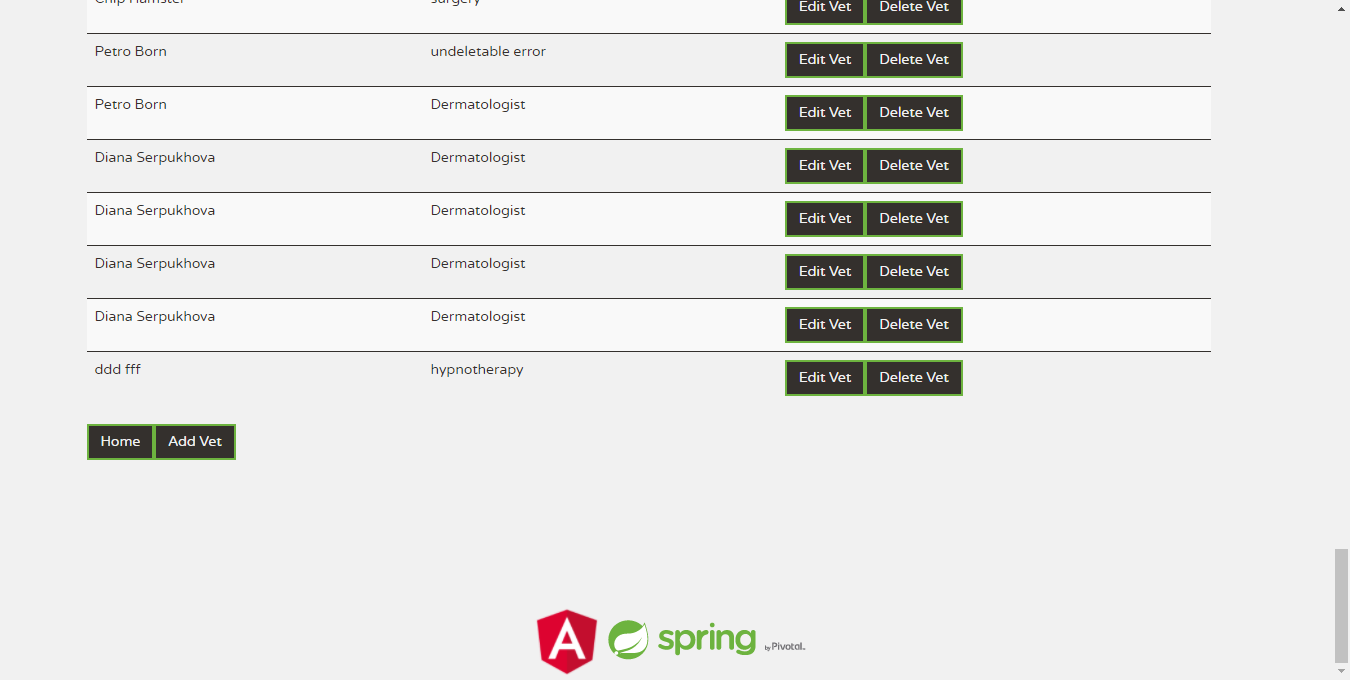 Chip Hamster surgery Edit Vet Delete Vet
Petro Born undeletable error Edit Vet Delete Vet
Petro Born Dermatologist Edit Vet Delete Vet
Diana Serpukhova Dermatologist Edit Vet Delete Vet
Diana Serpukhova Dermatologist Edit Vet Delete Vet
Diana Serpukhova Dermatologist Edit Vet Delete Vet
Diana Serpukhova Dermatologist Edit Vet Delete Vet
ddd fff hypnotherapy Edit Vet Delete Vet
Home Add Vet
A spring by Pivotal.